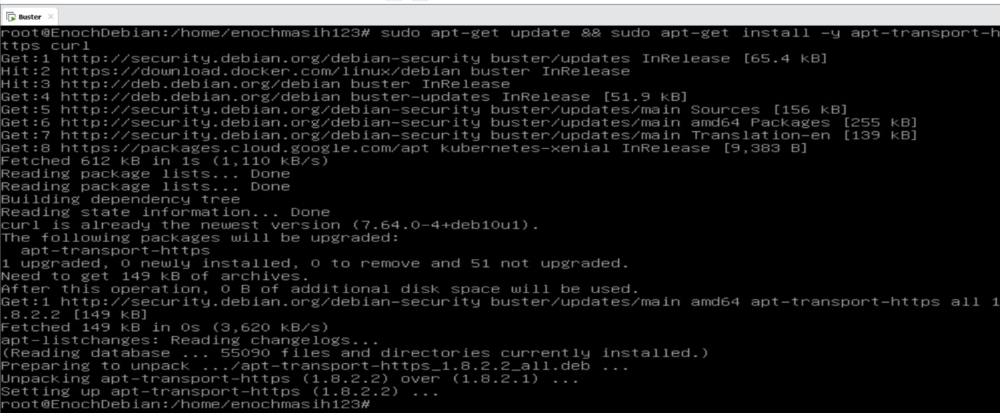 Buster
root@EnochDebian:/home/enochmasih123# sudo apt-get update && sudo apt-get install -y apt-transport-h
ttps curl
Get:1 http://security.debian.org/debian-security buster/updates InRelease [65.4 kB]
Hit:2 https://download.docker.com/linux/debian buster InRelease
Hit:3 http://deb.debian.org/debian buster InRelease
Get:4 http://deb.debian.org/debian buster-updates InRelease [51.9 kB]
Get:5 http://security.debian.org/debian-security buster/updates/main Sources [156 kB]
Get:6 http://security.debian.org/debian-security buster/updates/main amd64 Packages [255 kB]
Get:7 http://security.debian.org/debian-security buster/updates/main Translation-en [139 kB]
Get:8 https://packages.cloud.google.com/apt kubernetes-xenial InRelease [9,383 B]
Fetched 612 kB in 1s (1,110 kB/s)
Reading package lists... Done
Reading package lists... Done
Building dependency tree
Reading state information... Done
curl is already the newest version (7.64.0-4+deb10u1).
The following packages will be upgraded:
  apt-transport-https
1 upgraded, 0 newly installed, 0 to remove and 51 not upgraded.
Need to get 149 kB of archives.
After this operation, 0 B of additional disk space will be used.
Get:1 http://security.debian.org/debian-security buster/updates/main amd64 apt-transport-https all 1
.8.2.2 [149 kB]
Fetched 149 kB in 0s (3,620 kB/s)
apt-listchanges: Reading changelogs...
(Reading database ... 55090 files and directories currently installed.)
Preparing to unpack .../apt-transport-https_1.8.2.2_all.deb ...
Unpacking apt-transport-https (1.8.2.2) over (1.8.2.1) ...
Setting up apt-transport-https (1.8.2.2) ...
root@EnochDebian:/home/enochmasih123#